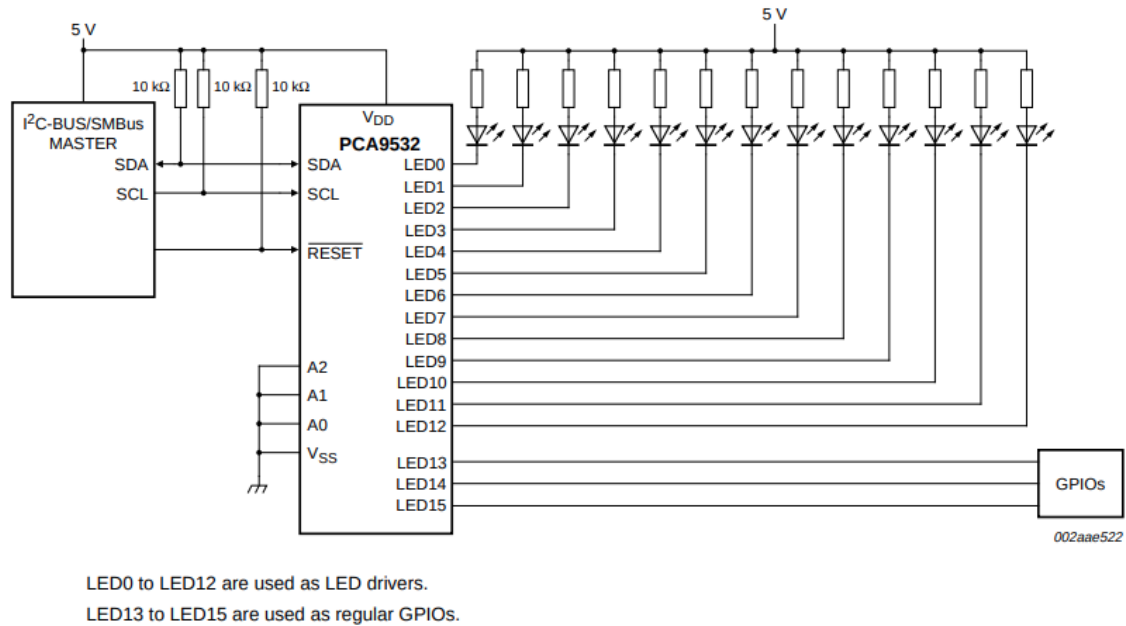 5 V
5 V
10 kΩ
10 kΩ
10 kΩ
I²C-BUS/SMBus
MASTER
SDA
SCL
VDD
PCA9532
SDA
SCL
RESET
A2
A1
A0
VSS
LED0
LED1
LED2
LED3
LED4
LED5
LED6
LED7
LED8
LED9
LED10
LED11
LED12
LED13
LED14
LED15
GPIOs
002aae522
LED0 to LED12 are used as LED drivers.
LED13 to LED15 are used as regular GPIOs.